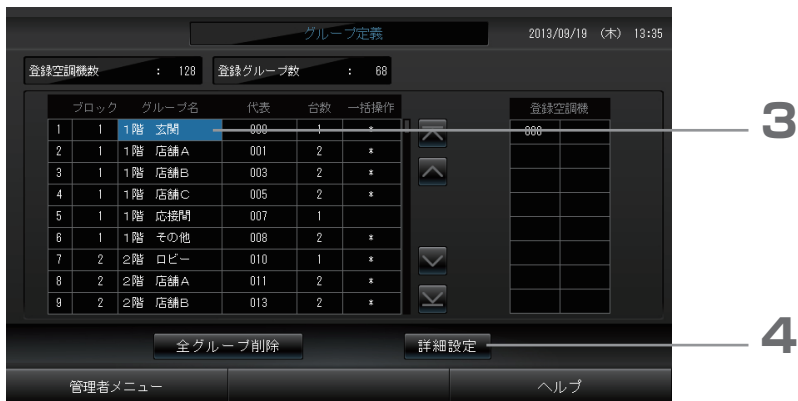 グループ定義 2013/09/19 (木) 13:35
登録空調機数 : 128 登録グループ数 : 68
ブロック グループ名 代表 台数 一括操作 登録空調機
1 1 1階 玄関 000 1 * 000
3
2 1 1階 店舗A 001 2 *
3 1 1階 店舗B 003 2 *
4 1 1階 店舗C 005 2 *
5 1 1階 応接間 007 1
6 1 1階 その他 008 2 *
7 2 2階 ロビー 010 1 *
8 2 2階 店舗A 011 2 *
9 2 2階 店舗B 013 2 *
全グループ削除 詳細設定
4
管理者メニュー ヘルプ